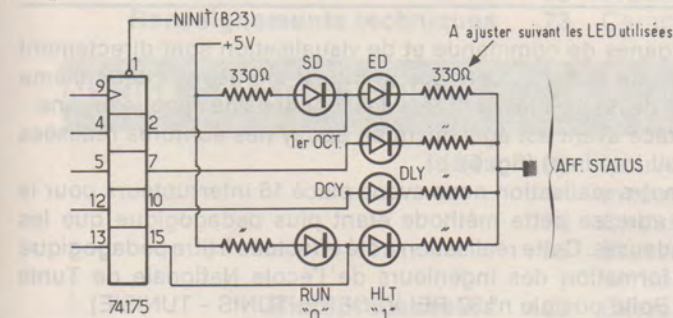 NINIT(B23)
+5V
A ajuster suivant les LED utilisées
1
330Ω
SD
ED
330Ω
9
4
2
1er OCT.
"
5
7
AFFI STATUS
DCY
DLY
"
12
10
13
15
"
"
74175
RUN
"0"
HLT
"1"